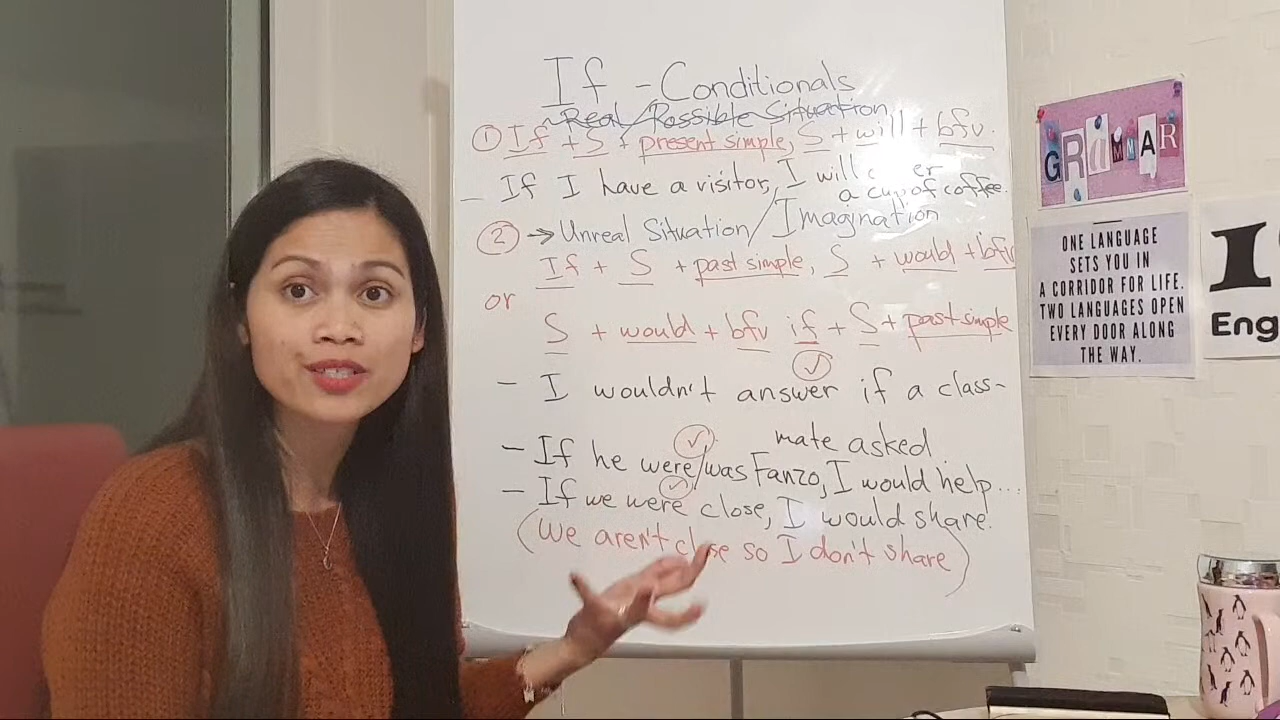 If - Conditionals
Real/Possible Situation
① If + S + present simple, S + will + bfv.
- If I have a visitor, I will
a cup of coffee.
② → Unreal Situation/Imagination
If + S + past simple, S + would + bfv
or
S + would + bfv if + S + past simple
- I wouldn't answer if a class-
mate asked
- If he were/was Fanzo, I would help...
- If we were close, I would share.
(We aren't close so I don't share)
GRAMMAR
ONE LANGUAGE
SETS YOU IN
A CORRIDOR FOR LIFE.
TWO LANGUAGES OPEN
EVERY DOOR ALONG
THE WAY.
I
Eng